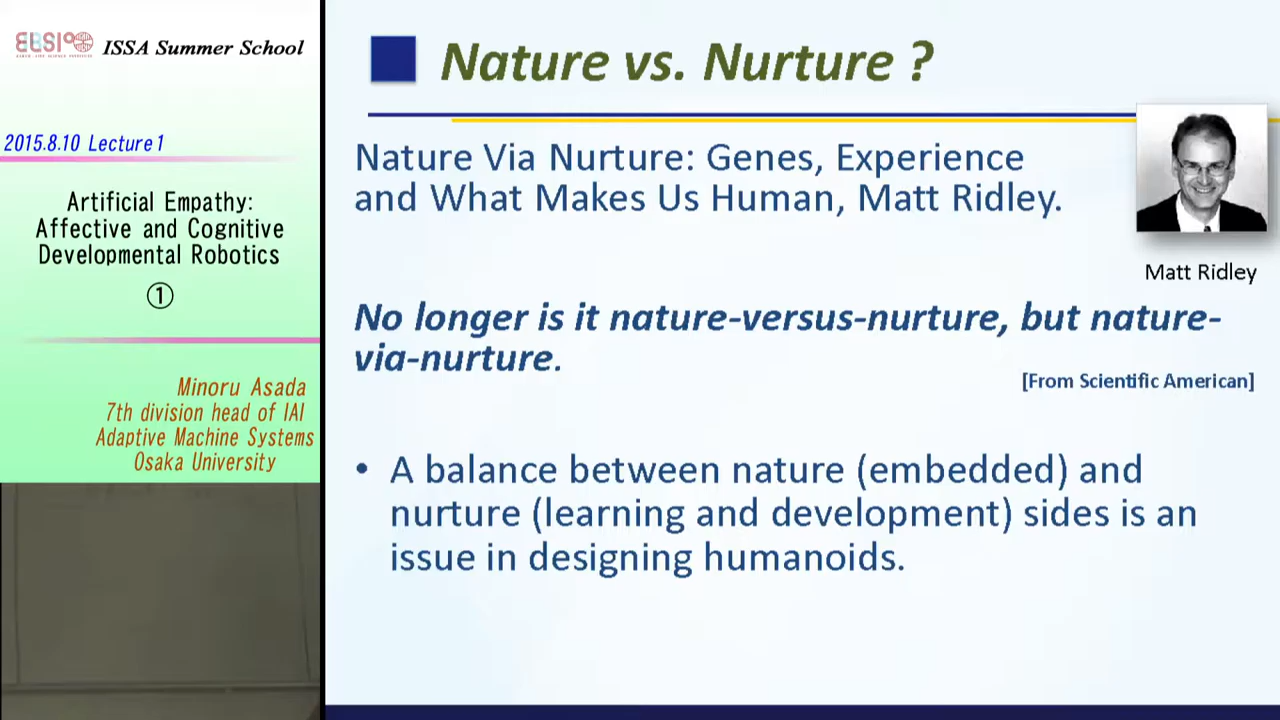 ELSI
ISSA Summer School
2015.8.10 Lecture1
Artificial Empathy:
Affective and Cognitive
Developmental Robotics
①
Minoru Asada
7th division head of IAI
Adaptive Machine Systems
Osaka University
Nature vs. Nurture ?
Nature Via Nurture: Genes, Experience
and What Makes Us Human, Matt Ridley.
Matt Ridley
No longer is it nature-versus-nurture, but nature-
via-nurture.
[From Scientific American]
• A balance between nature (embedded) and
nurture (learning and development) sides is an
issue in designing humanoids.